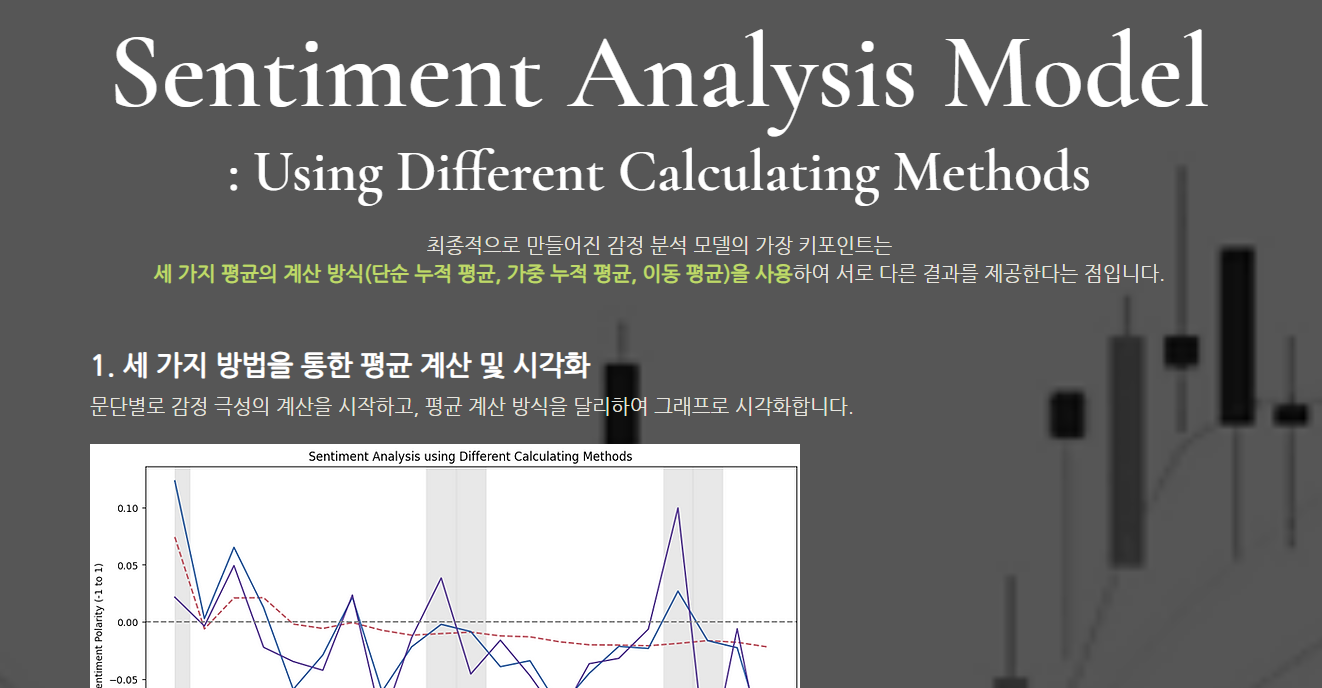 Sentiment Analysis Model
: Using Different Calculating Methods
최종적으로 만들어진 감정 분석 모델의 가장 키포인트는
세 가지 평균의 계산 방식(단순 누적 평균, 가중 누적 평균, 이동 평균)을 사용하여 서로 다른 결과를 제공한다는 점입니다.
1. 세 가지 방법을 통한 평균 계산 및 시각화
문단별로 감정 극성의 계산을 시작하고, 평균 계산 방식을 달리하여 그래프로 시각화합니다.
Sentiment Analysis using Different Calculating Methods
0.10
0.05
0.00
−0.05
Polarity (-1 to 1)